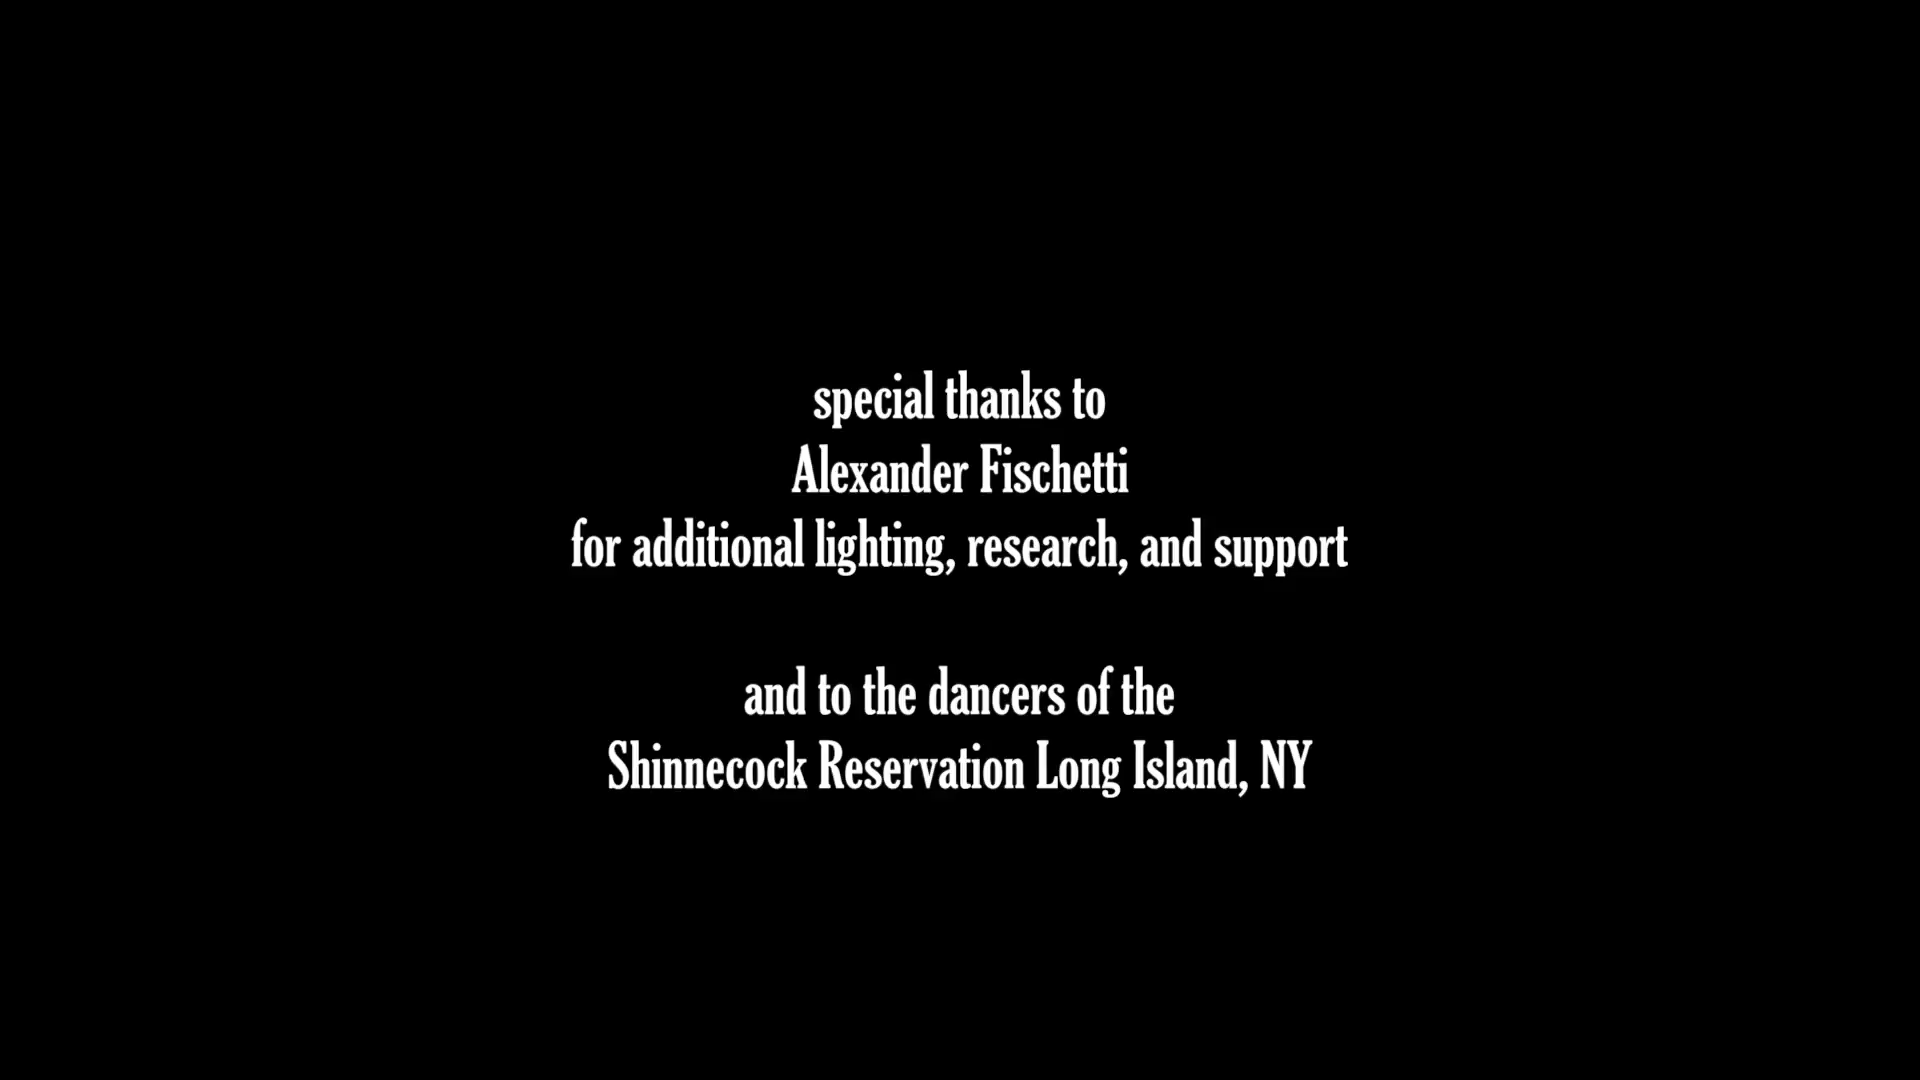 special thanks to
Alexander Fischetti
for additional lighting, research, and support
and to the dancers of the
Shinnecock Reservation Long Island, NY